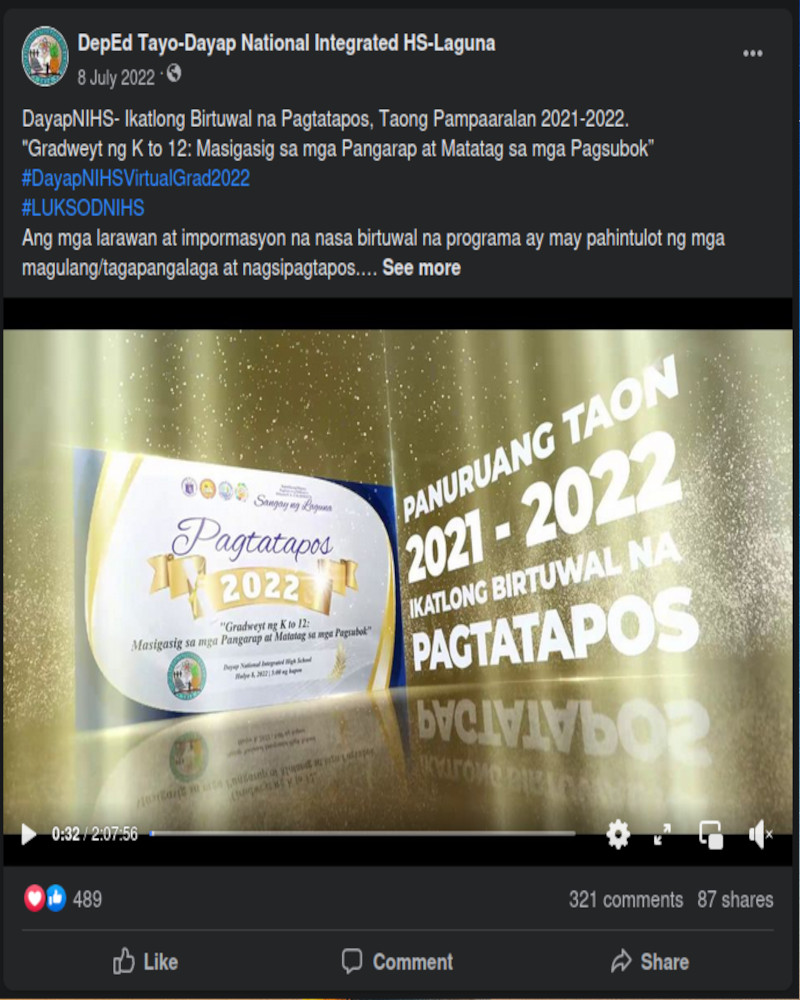 DepEd Tayo-Dayap National Integrated HS-Laguna
8 July 2022 ·
DayapNIHS- Ikatlong Birtuwal na Pagtatapos, Taong Pampaaralan 2021-2022.
"Gradweyt ng K to 12: Masigasig sa mga Pangarap at Matatag sa mga Pagsubok”
#DayapNIHSVirtualGrad2022
#LUKSODNIHS
Ang mga larawan at impormasyon na nasa birtuwal na programa ay may pahintulot ng mga
magulang/tagapangalaga at nagsipagtapos.... See more
Sangay ng Laguna
Pagtatapos
2022
"Gradweyt ng K to 12:
Masigasig sa mga Pangarap at Matatag sa mga Pagsubok"
Dayap National Integrated High School
Hulyo 8, 2022 | 3:00 ng hapon
PANURUANG TAON
2021 - 2022
IKATLONG BIRTUWAL NA
PAGTATAPOS
0:32 / 2:07:56
489
321 comments 87 shares
Like Comment Share